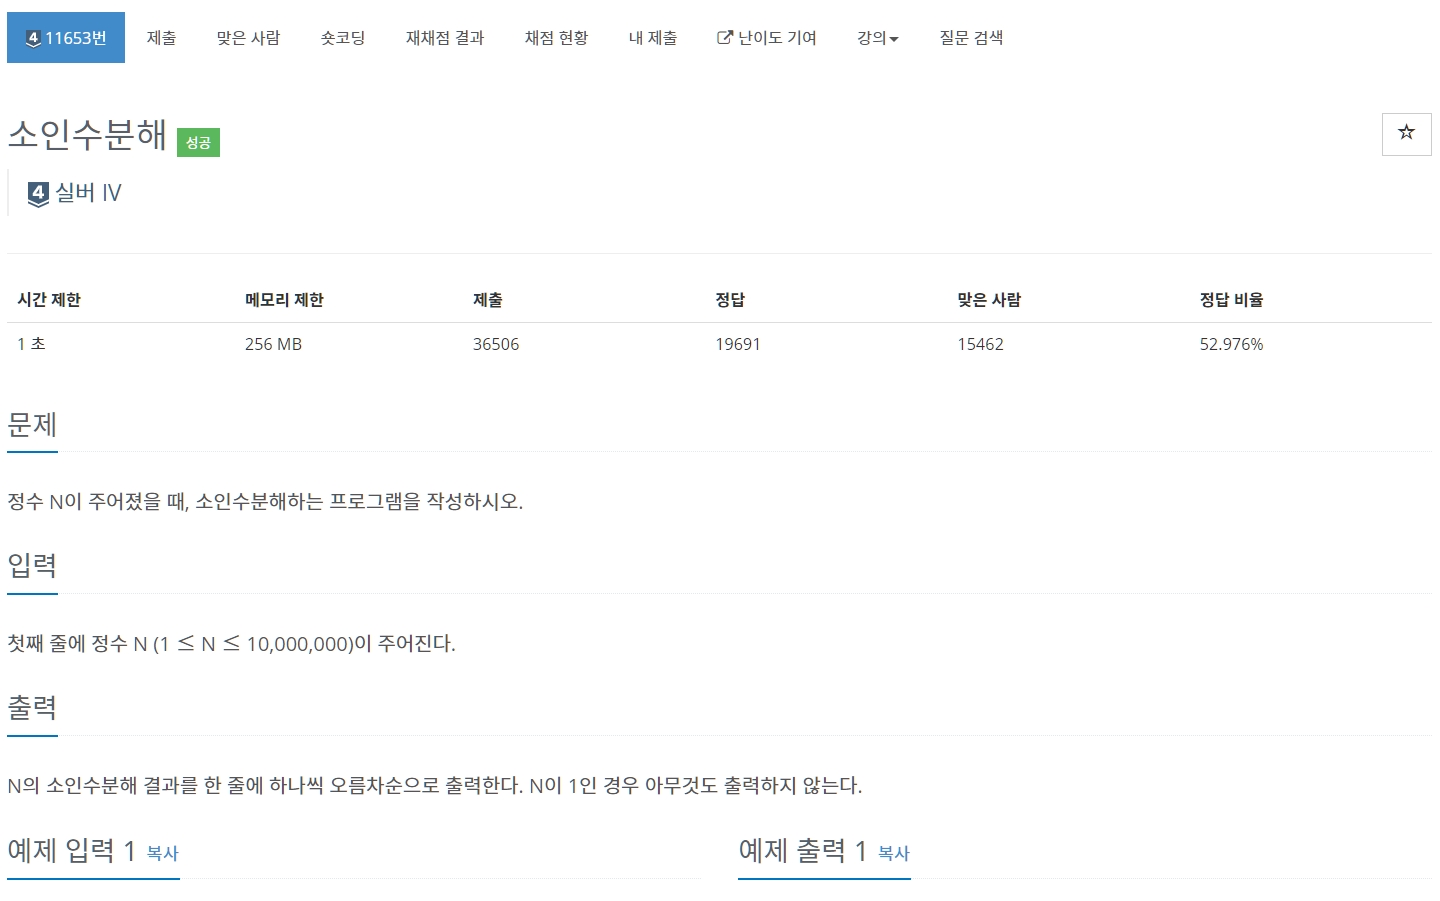 4 11653번 제출 맞은 사람 숏코딩 재채점 결과 채점 현황 내 제출 난이도 기여 강의 질문 검색
소인수분해 성공
4 실버 IV
시간 제한 메모리 제한 제출 정답 맞은 사람 정답 비율
1 초 256 MB 36506 19691 15462 52.976%
문제
정수 N이 주어졌을 때, 소인수분해하는 프로그램을 작성하시오.
입력
첫째 줄에 정수 N (1 ≤ N ≤ 10,000,000)이 주어진다.
출력
N의 소인수분해 결과를 한 줄에 하나씩 오름차순으로 출력한다. N이 1인 경우 아무것도 출력하지 않는다.
예제 입력 1 복사 예제 출력 1 복사